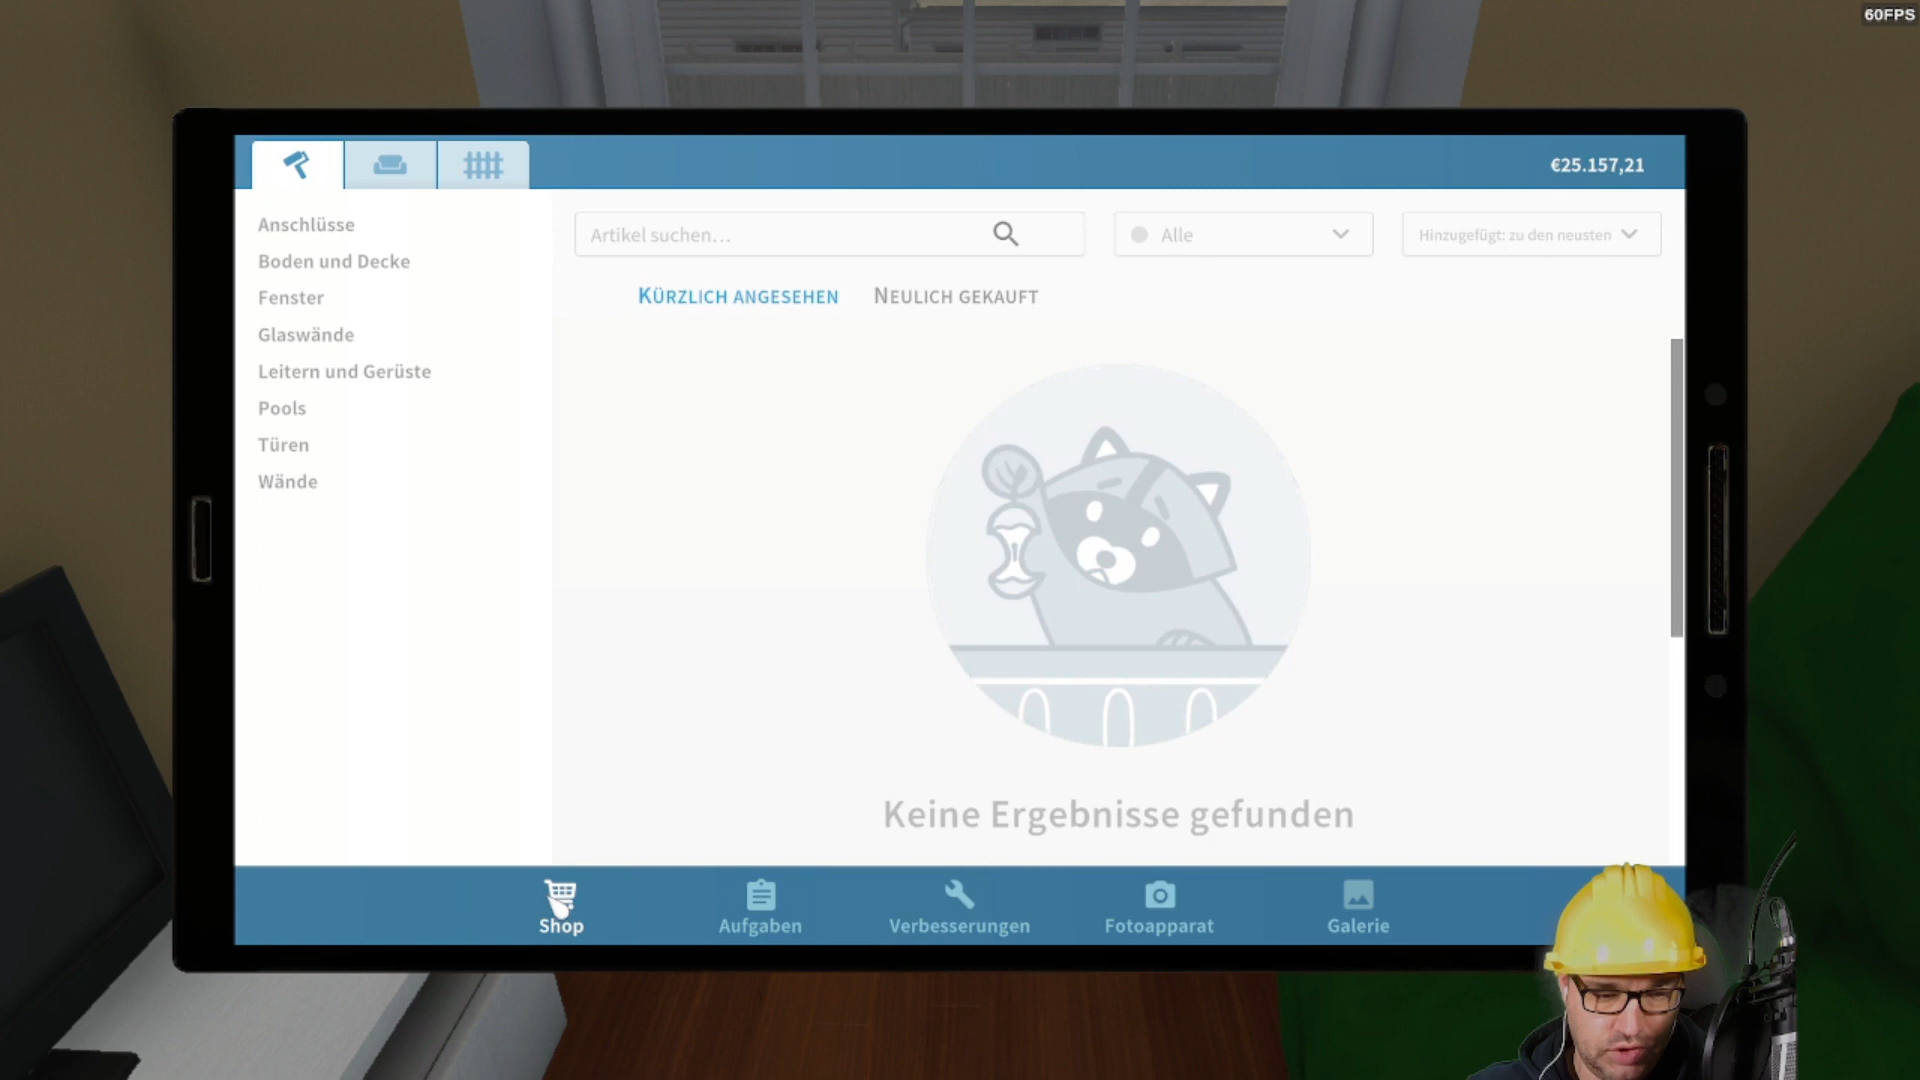 60FPS
€25.157,21
Anschlüsse
Boden und Decke
Fenster
Glaswände
Leitern und Gerüste
Pools
Türen
Wände
Artikel suchen...
Alle
Hinzugefügt: zu den neusten
KÜRZLICH ANGESEHEN
NEULICH GEKAUFT
Keine Ergebnisse gefunden
Shop
Aufgaben
Verbesserungen
Fotoapparat
Galerie